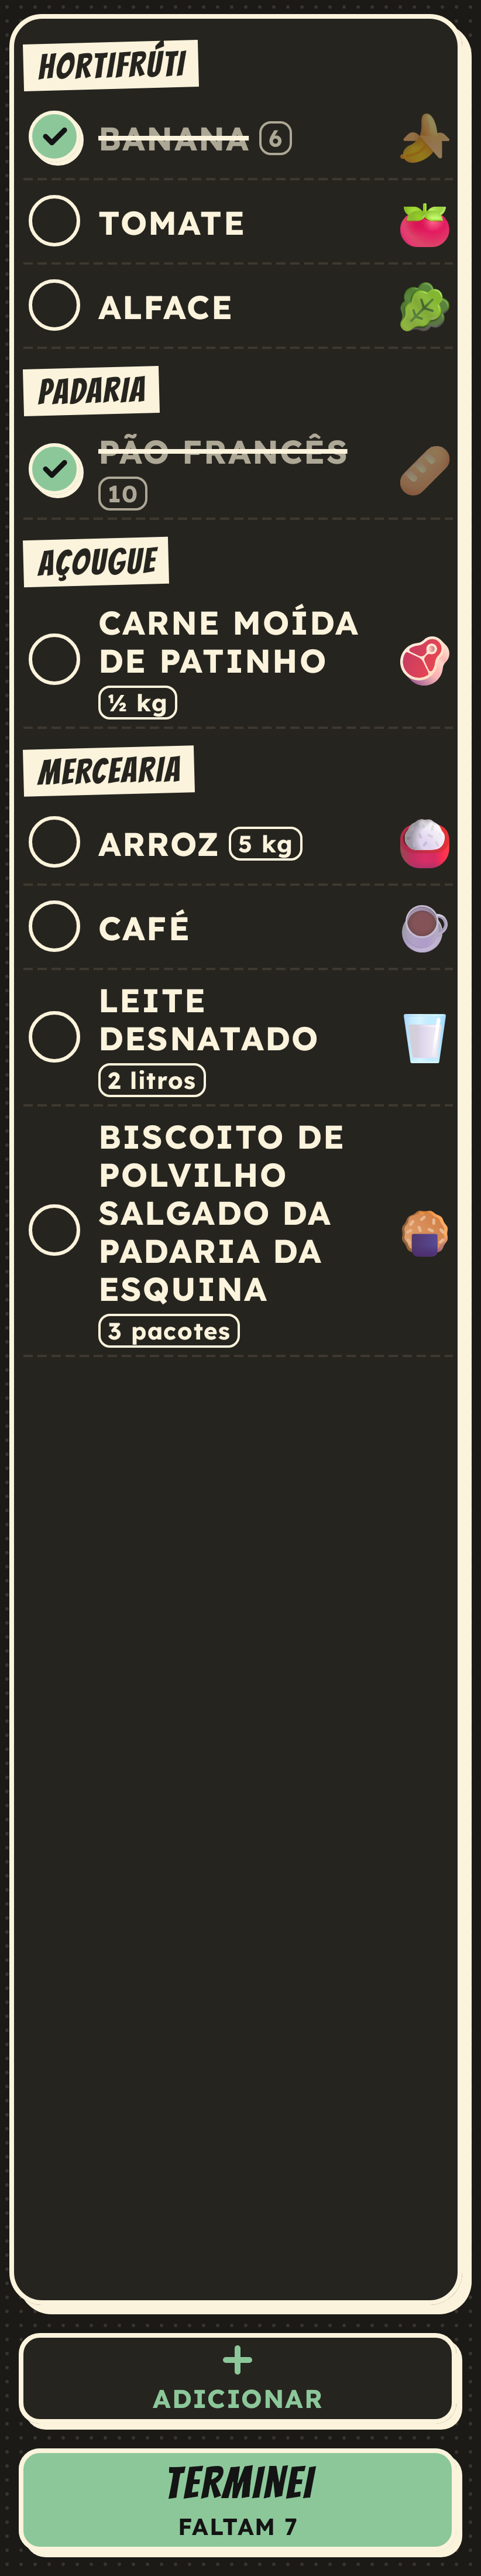 HORTIFRÚTI
BANANA 6
TOMATE
ALFACE
PADARIA
PÃO FRANCÊS
10
AÇOUGUE
CARNE MOÍDA
DE PATINHO
½ kg
MERCEARIA
ARROZ 5 kg
CAFÉ
LEITE
DESNATADO
2 litros
BISCOITO DE
POLVILHO
SALGADO DA
PADARIA DA
ESQUINA
3 pacotes
ADICIONAR
TERMINEI
FALTAM 7